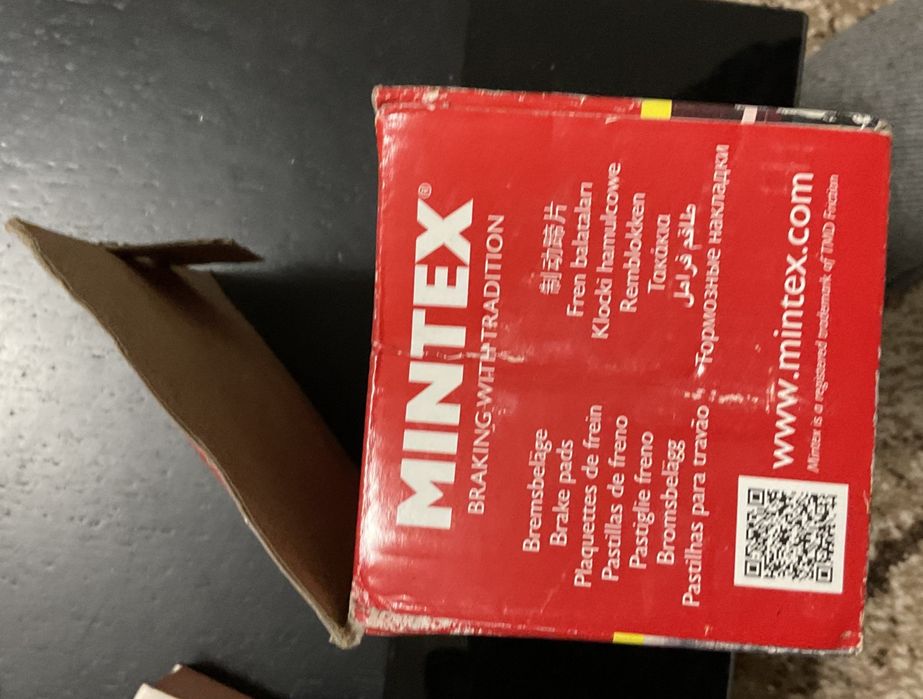 MINTEX®
BRAKING WITH TRADITION
Bremsbeläge
Brake pads
Plaquettes de frein
Pastillas de freno
Pastiglie freno
Bromsbelägg
Pastilhas para travão
制动蹄片
Fren balataları
Klocki hamulcowe
Remblokken
Τακάκια
طاقم فرامل
Тормозные накладки
www.mintex.com
Mintex is a registered trademark of TMD Friction